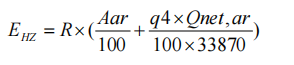 E_HZ = R×(Aar/100 + q4×Qnet,ar/100×33870)